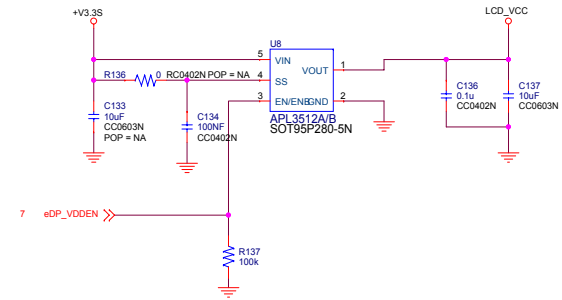 +V3.3S
LCD_VCC
U8
5 VIN
VOUT 1
R136 0 RC0402N POP = NA
4 SS
3 EN/ENB GND 2
APL3512A/B
SOT95P280-5N
C133
10uF
CC0603N
POP = NA
C134
100NF
CC0402N
C136
0.1u
CC0402N
C137
10uF
CC0603N
7 eDP_VDDEN
R137
100k